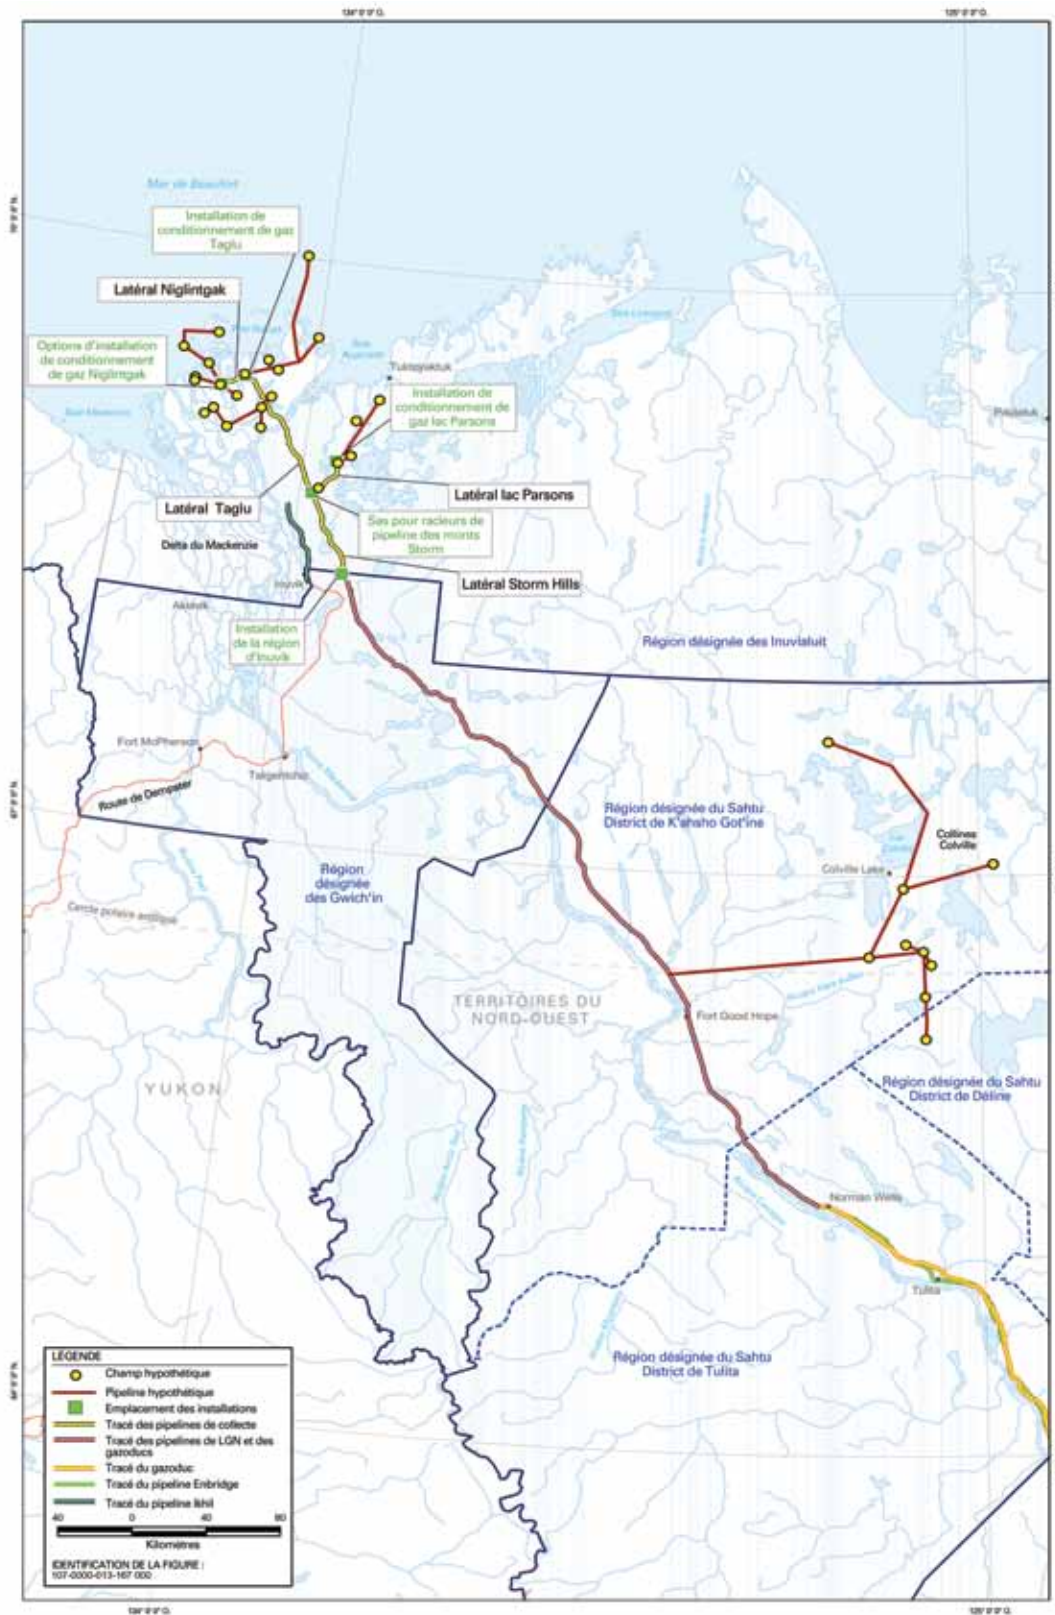 134° 0' 0" O.
Mer de Beaufort
Installation de
conditionnement de gaz
Taglu
Latéral Niglintgak
Options d'installation
de conditionnement
de gaz Niglintgak
Tuktoyaktuk
Installation de
conditionnement de
gaz lac Parsons
Paulatuk
Latéral lac Parsons
Latéral Taglu
Sas pour racleurs de
pipeline des monts
Storm
Delta du Mackenzie
Latéral Storm Hills
Inuvik
Aklavik
Installation
de la région
d'Inuvik
Région désignée des Inuvialuit
Fort McPherson
Tsiigehtchic
Route de Dempster
Région désignée du Sahtu
District de K'ahsho Got'ine
Collines
Colville
Colville Lake
Région
désignée
des Gwich'in
Cercle polaire arctique
TERRITOIRES DU
NORD-OUEST
Fort Good Hope
YUKON
Région désignée du Sahtu
District de Déline
Norman Wells
Tulita
Région désignée du Sahtu
District de Tulita
LÉGENDE
Champ hypothétique
Pipeline hypothétique
Emplacement des installations
Tracé des pipelines de collecte
Tracé des pipelines de LGN et des
gazoducs
Tracé du gazoduc
Tracé du pipeline Enbridge
Tracé du pipeline Ikhil
40 0 40 80
Kilomètres
IDENTIFICATION DE LA FIGURE :
107-0000-013-167 000